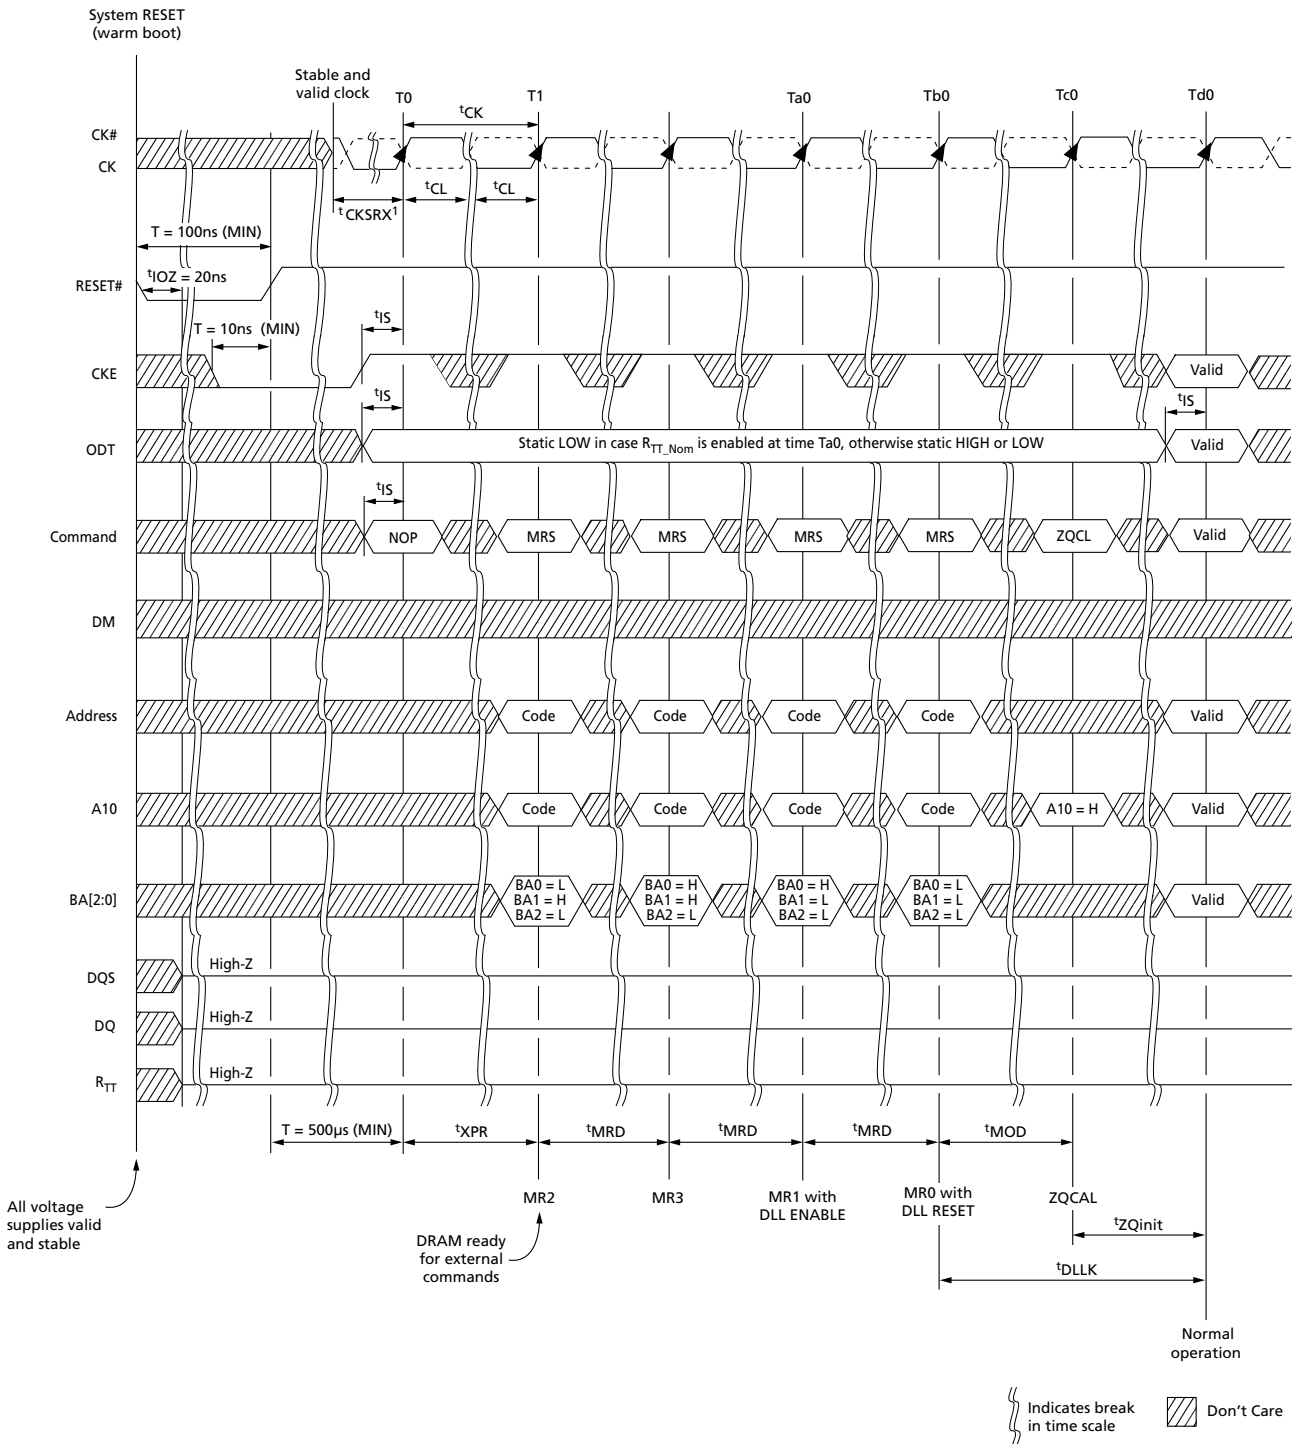 System RESET
(warm boot)
Stable and
valid clock
T0
T1
Ta0
Tb0
Tc0
Td0
tCK
CK#
CK
tCKSRX1
tCL
tCL
T = 100ns (MIN)
tIOZ = 20ns
RESET#
T = 10ns (MIN)
tIS
CKE
Valid
tIS
tIS
ODT
Static LOW in case RTT_Nom is enabled at time Ta0, otherwise static HIGH or LOW
Valid
tIS
Command
NOP
MRS
MRS
MRS
MRS
ZQCL
Valid
DM
Address
Code
Code
Code
Code
Valid
A10
Code
Code
Code
Code
A10 = H
Valid
BA[2:0]
BA0 = L
BA1 = H
BA2 = L
BA0 = H
BA1 = H
BA2 = L
BA0 = H
BA1 = L
BA2 = L
BA0 = L
BA1 = L
BA2 = L
Valid
DQS
High-Z
DQ
High-Z
RTT
High-Z
T = 500μs (MIN)
tXPR
tMRD
tMRD
tMRD
tMOD
All voltage
supplies valid
and stable
MR2
MR3
MR1 with
DLL ENABLE
MR0 with
DLL RESET
ZQCAL
tZQinit
DRAM ready
for external
commands
tDLLK
Normal
operation
Indicates break
in time scale
Don't Care